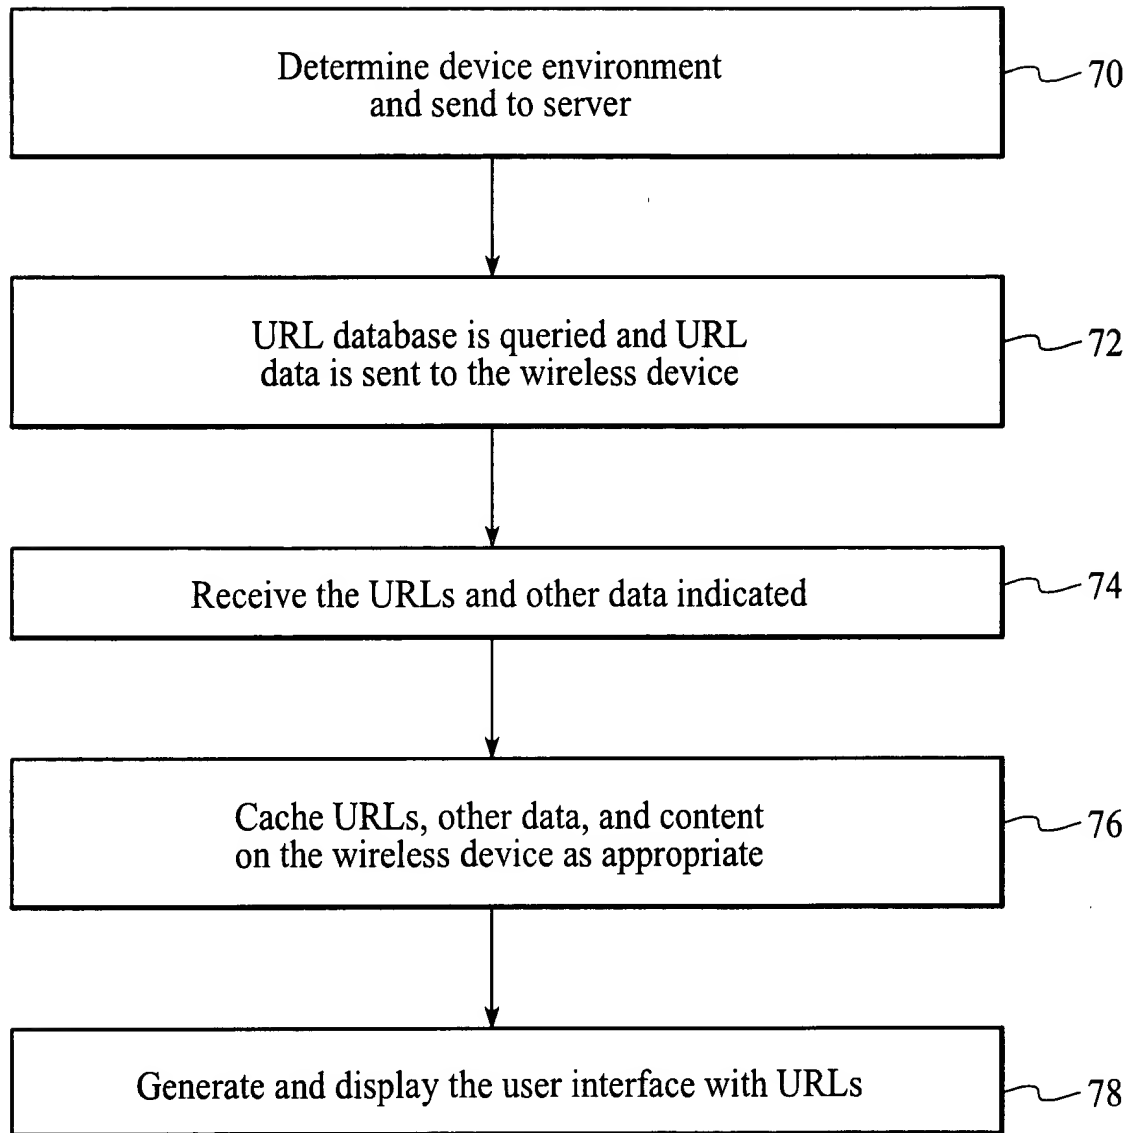 Determine device environment
and send to server
70
URL database is queried and URL
data is sent to the wireless device
72
Receive the URLs and other data indicated
74
Cache URLs, other data, and content
on the wireless device as appropriate
76
Generate and display the user interface with URLs
78